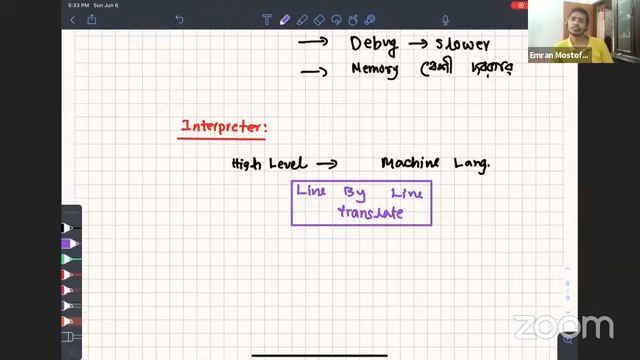 5:33 PM Sun Jun 6
→ Debug → slower
→ Memory বেশী দরকার
Emran Mostof...
Interpreter:
High Level → Machine Lang.
Line By Line
translate
zoom